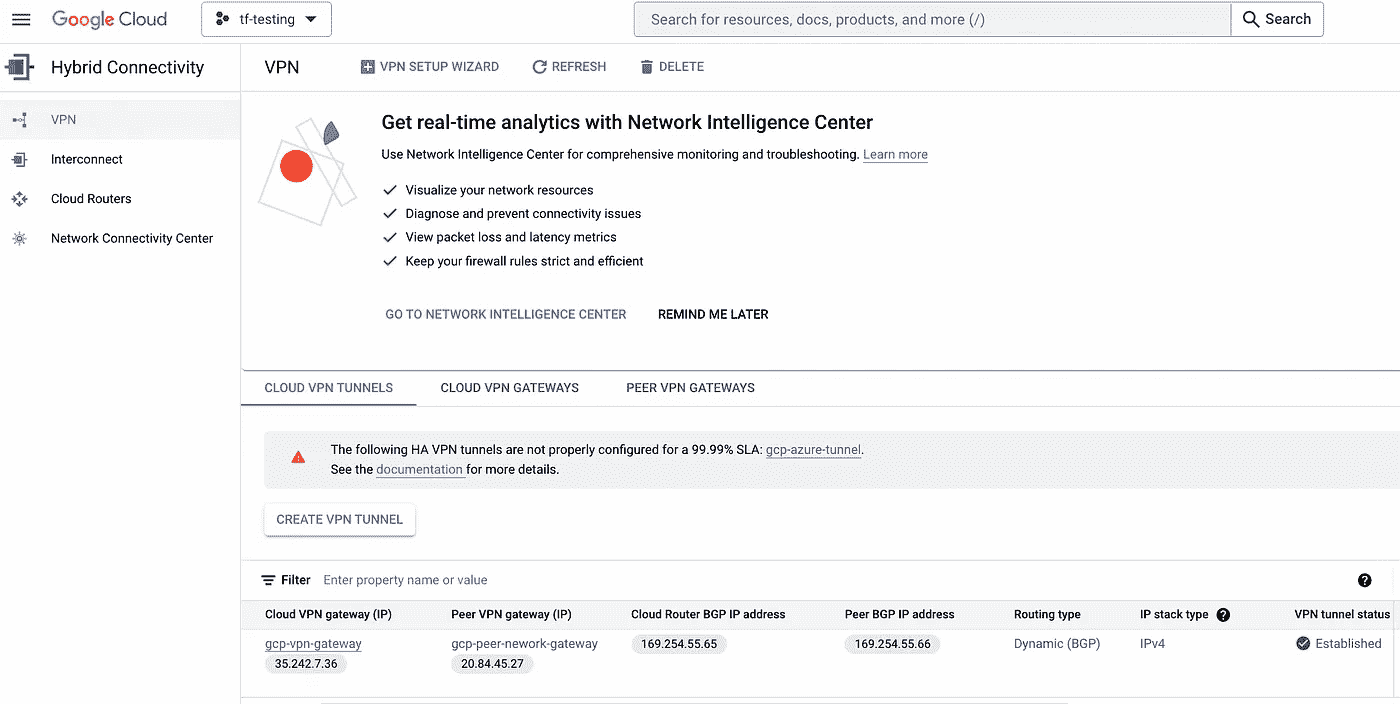 Google Cloud
tf-testing
Search for resources, docs, products, and more (/)
Search
Hybrid Connectivity
VPN
VPN SETUP WIZARD
REFRESH
DELETE
VPN
Interconnect
Cloud Routers
Network Connectivity Center
Get real-time analytics with Network Intelligence Center
Use Network Intelligence Center for comprehensive monitoring and troubleshooting. Learn more
Visualize your network resources
Diagnose and prevent connectivity issues
View packet loss and latency metrics
Keep your firewall rules strict and efficient
GO TO NETWORK INTELLIGENCE CENTER
REMIND ME LATER
CLOUD VPN TUNNELS
CLOUD VPN GATEWAYS
PEER VPN GATEWAYS
The following HA VPN tunnels are not properly configured for a 99.99% SLA: gcp-azure-tunnel.
See the documentation for more details.
CREATE VPN TUNNEL
Filter Enter property name or value
Cloud VPN gateway (IP) Peer VPN gateway (IP) Cloud Router BGP IP address Peer BGP IP address Routing type IP stack type VPN tunnel status
gcp-vpn-gateway gcp-peer-nework-gateway 169.254.55.65 169.254.55.66 Dynamic (BGP) IPv4 Established
35.242.7.36 20.84.45.27